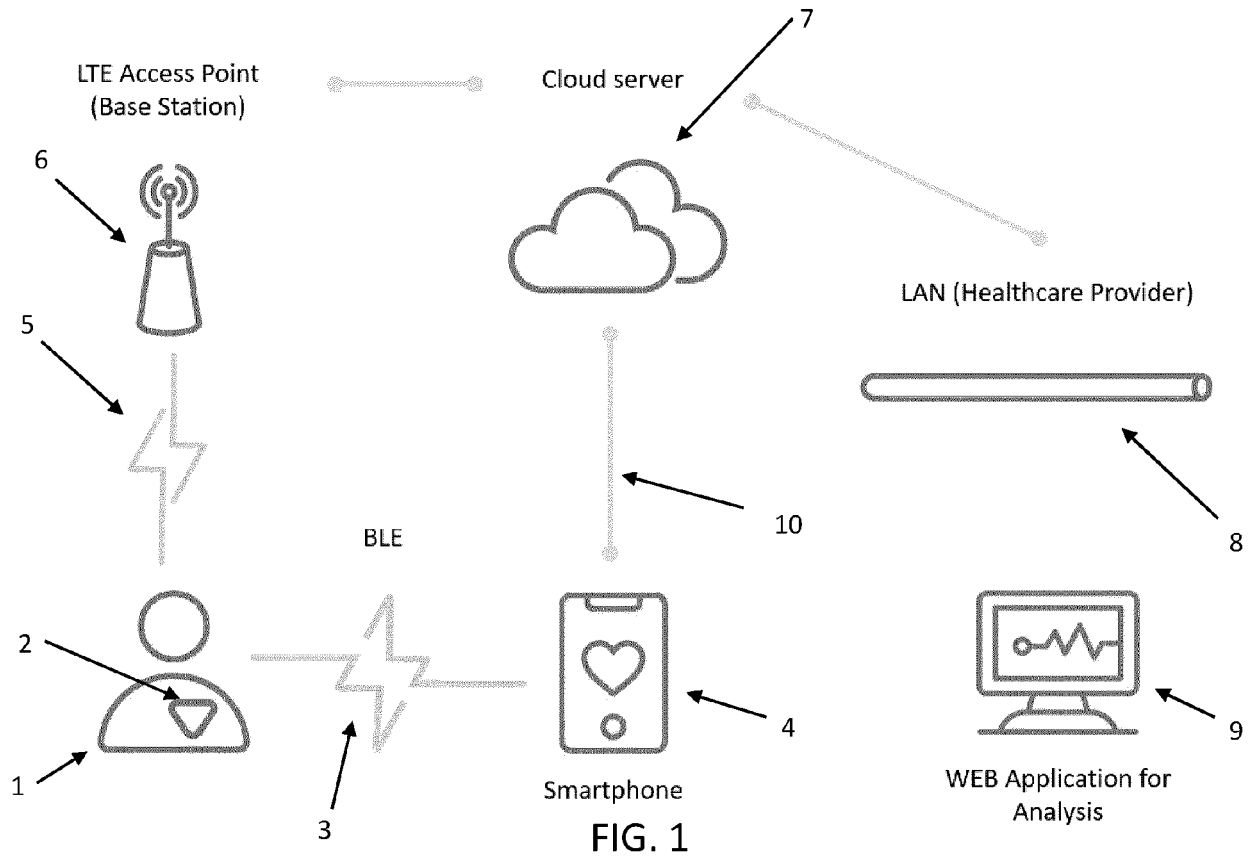 7
LTE Access Point
(Base Station)
Cloud server
6
LAN (Healthcare Provider)
5
10
8
BLE
2
4
9
1
3
Smartphone
WEB Application for
Analysis
FIG. 1